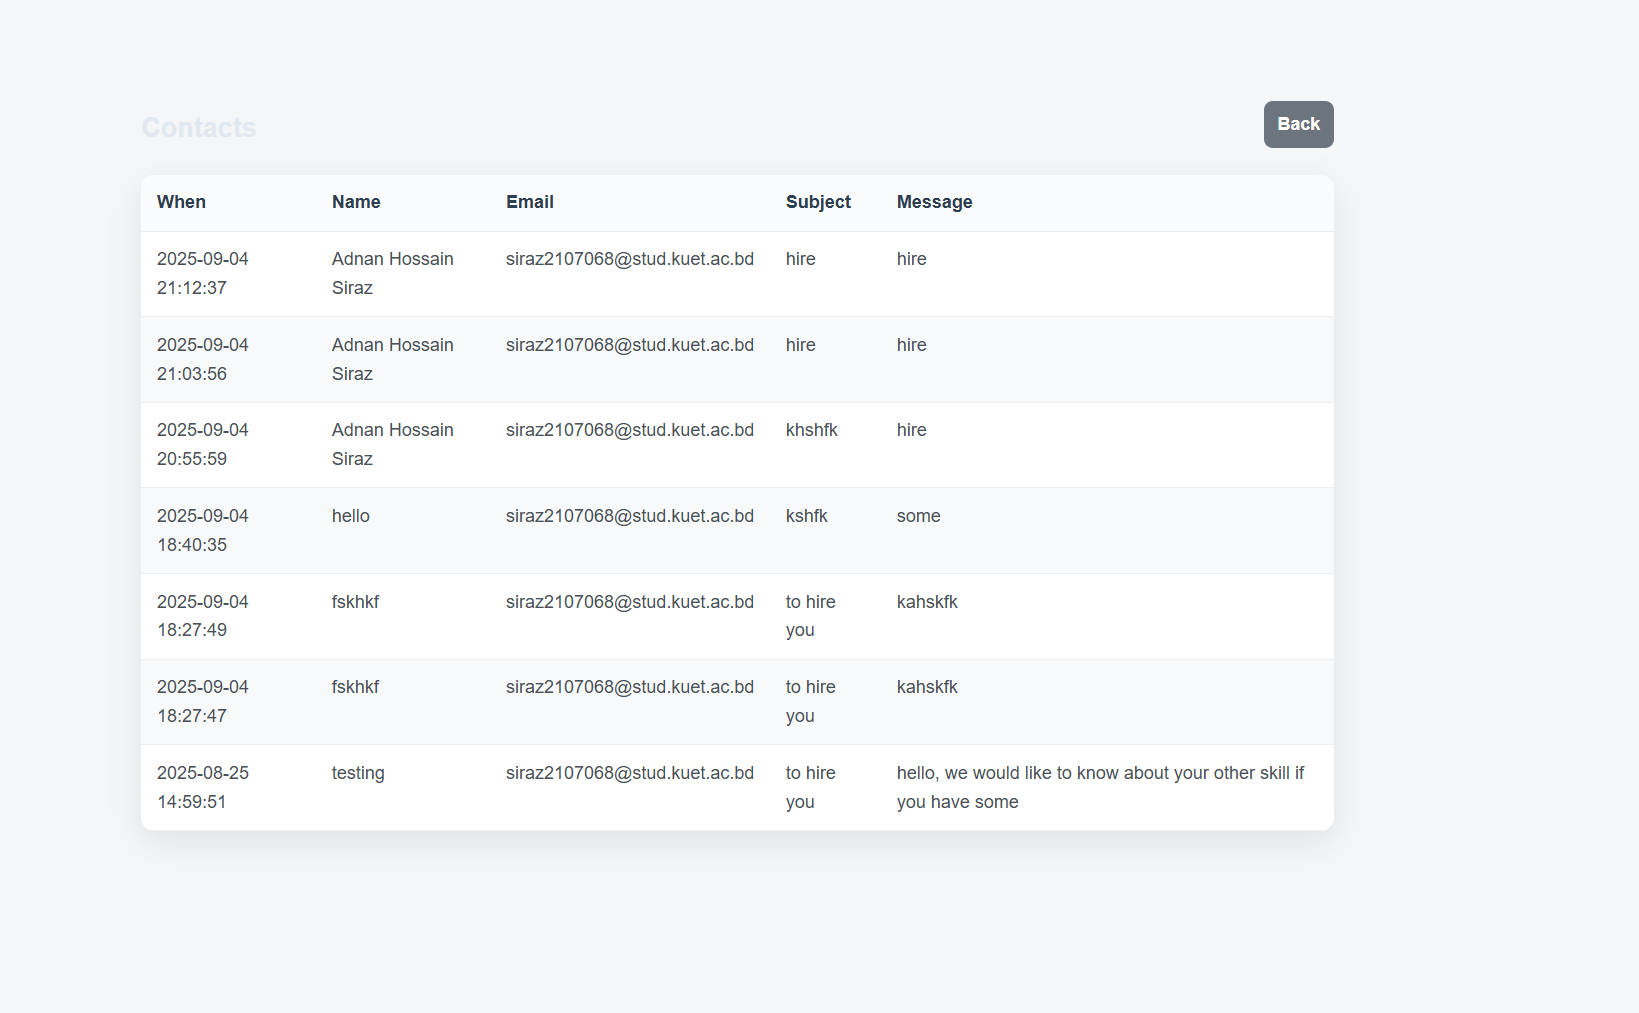 Contacts
Back
When Name Email Subject Message
2025-09-04 Adnan Hossain siraz2107068@stud.kuet.ac.bd hire hire
21:12:37 Siraz
2025-09-04 Adnan Hossain siraz2107068@stud.kuet.ac.bd hire hire
21:03:56 Siraz
2025-09-04 Adnan Hossain siraz2107068@stud.kuet.ac.bd khshfk hire
20:55:59 Siraz
2025-09-04 hello siraz2107068@stud.kuet.ac.bd kshfk some
18:40:35
2025-09-04 fskhkf siraz2107068@stud.kuet.ac.bd to hire kahskfk
18:27:49 you
2025-09-04 fskhkf siraz2107068@stud.kuet.ac.bd to hire kahskfk
18:27:47 you
2025-08-25 testing siraz2107068@stud.kuet.ac.bd to hire hello, we would like to know about your other skill if
14:59:51 you you have some